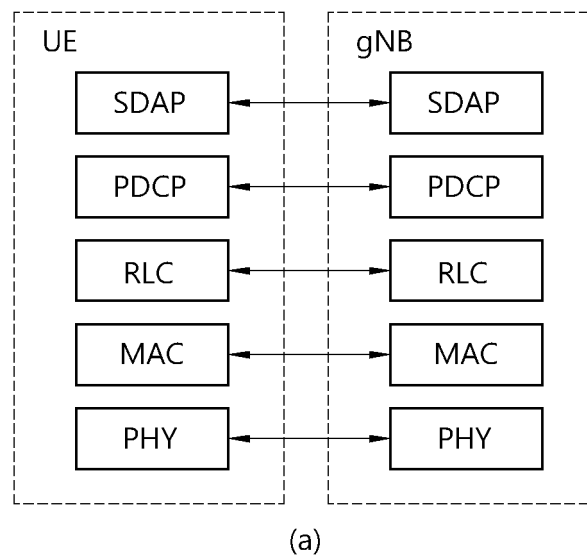 UE gNB
SDAP SDAP
PDCP PDCP
RLC RLC
MAC MAC
PHY PHY
(a)